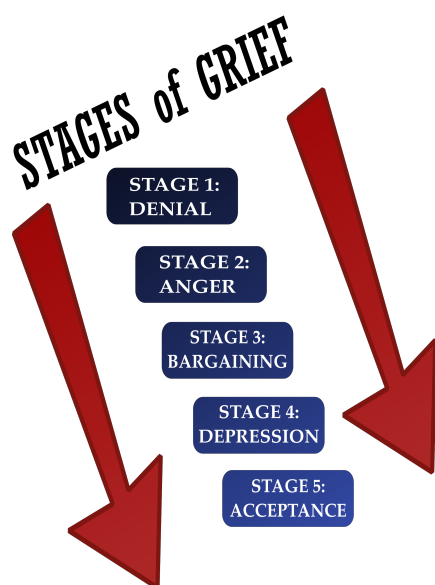 STAGES of GRIEF
STAGE 1:
DENIAL
STAGE 2:
ANGER
STAGE 3:
BARGAINING
STAGE 4:
DEPRESSION
STAGE 5:
ACCEPTANCE